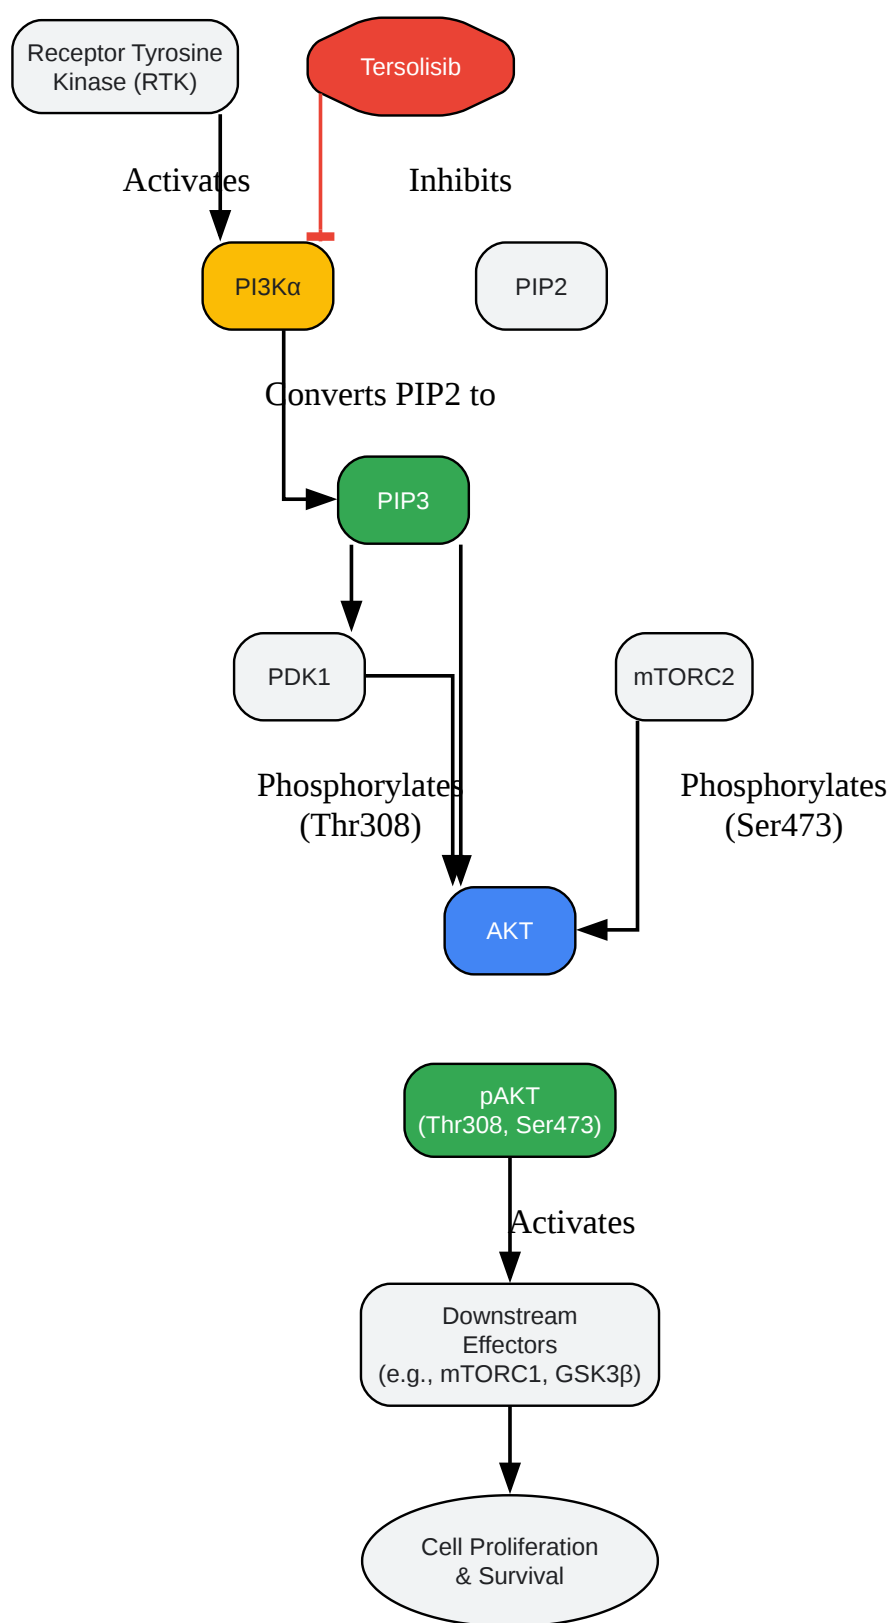 Receptor Tyrosine
Kinase (RTK)
Tersolisib
Activates
Inhibits
PI3Kα
PIP2
Converts PIP2 to
PIP3
PDK1
mTORC2
Phosphorylates
(Thr308)
Phosphorylates
(Ser473)
AKT
pAKT
(Thr308, Ser473)
Activates
Downstream
Effectors
(e.g., mTORC1, GSK3β)
Cell Proliferation
& Survival